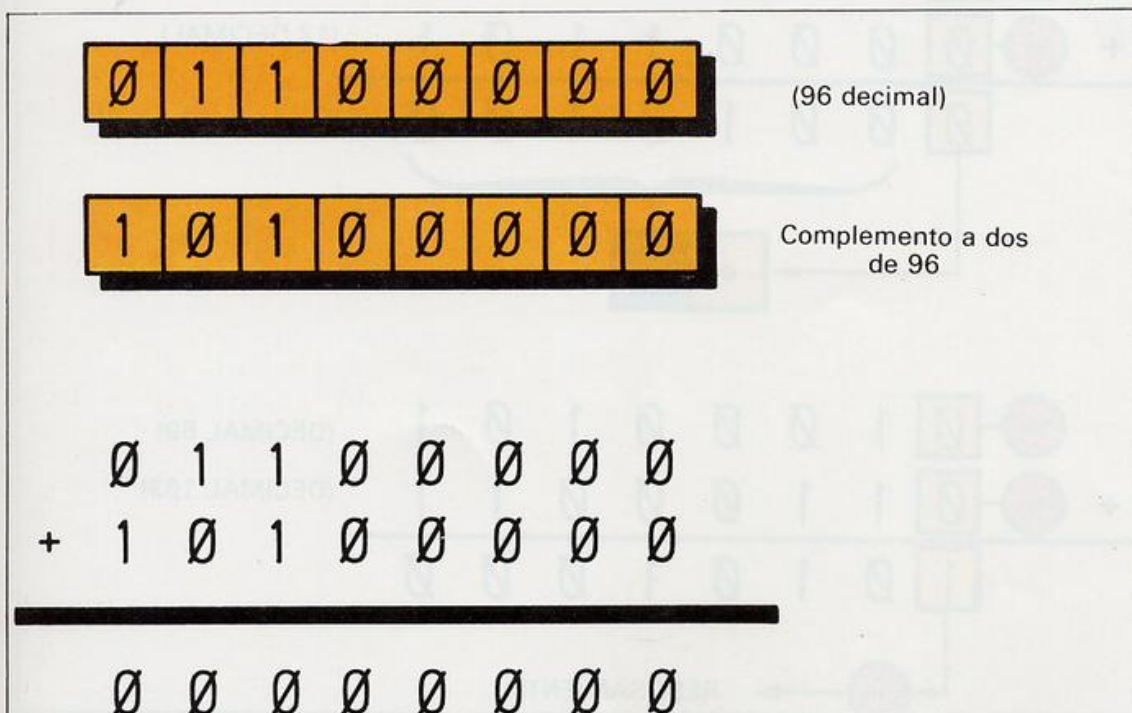 Ø 1 1 Ø Ø Ø Ø Ø (96 decimal)
1 Ø 1 Ø Ø Ø Ø Ø Complemento a dos
de 96
Ø 1 1 Ø Ø Ø Ø Ø
+ 1 Ø 1 Ø Ø Ø Ø Ø
Ø Ø Ø Ø Ø Ø Ø Ø